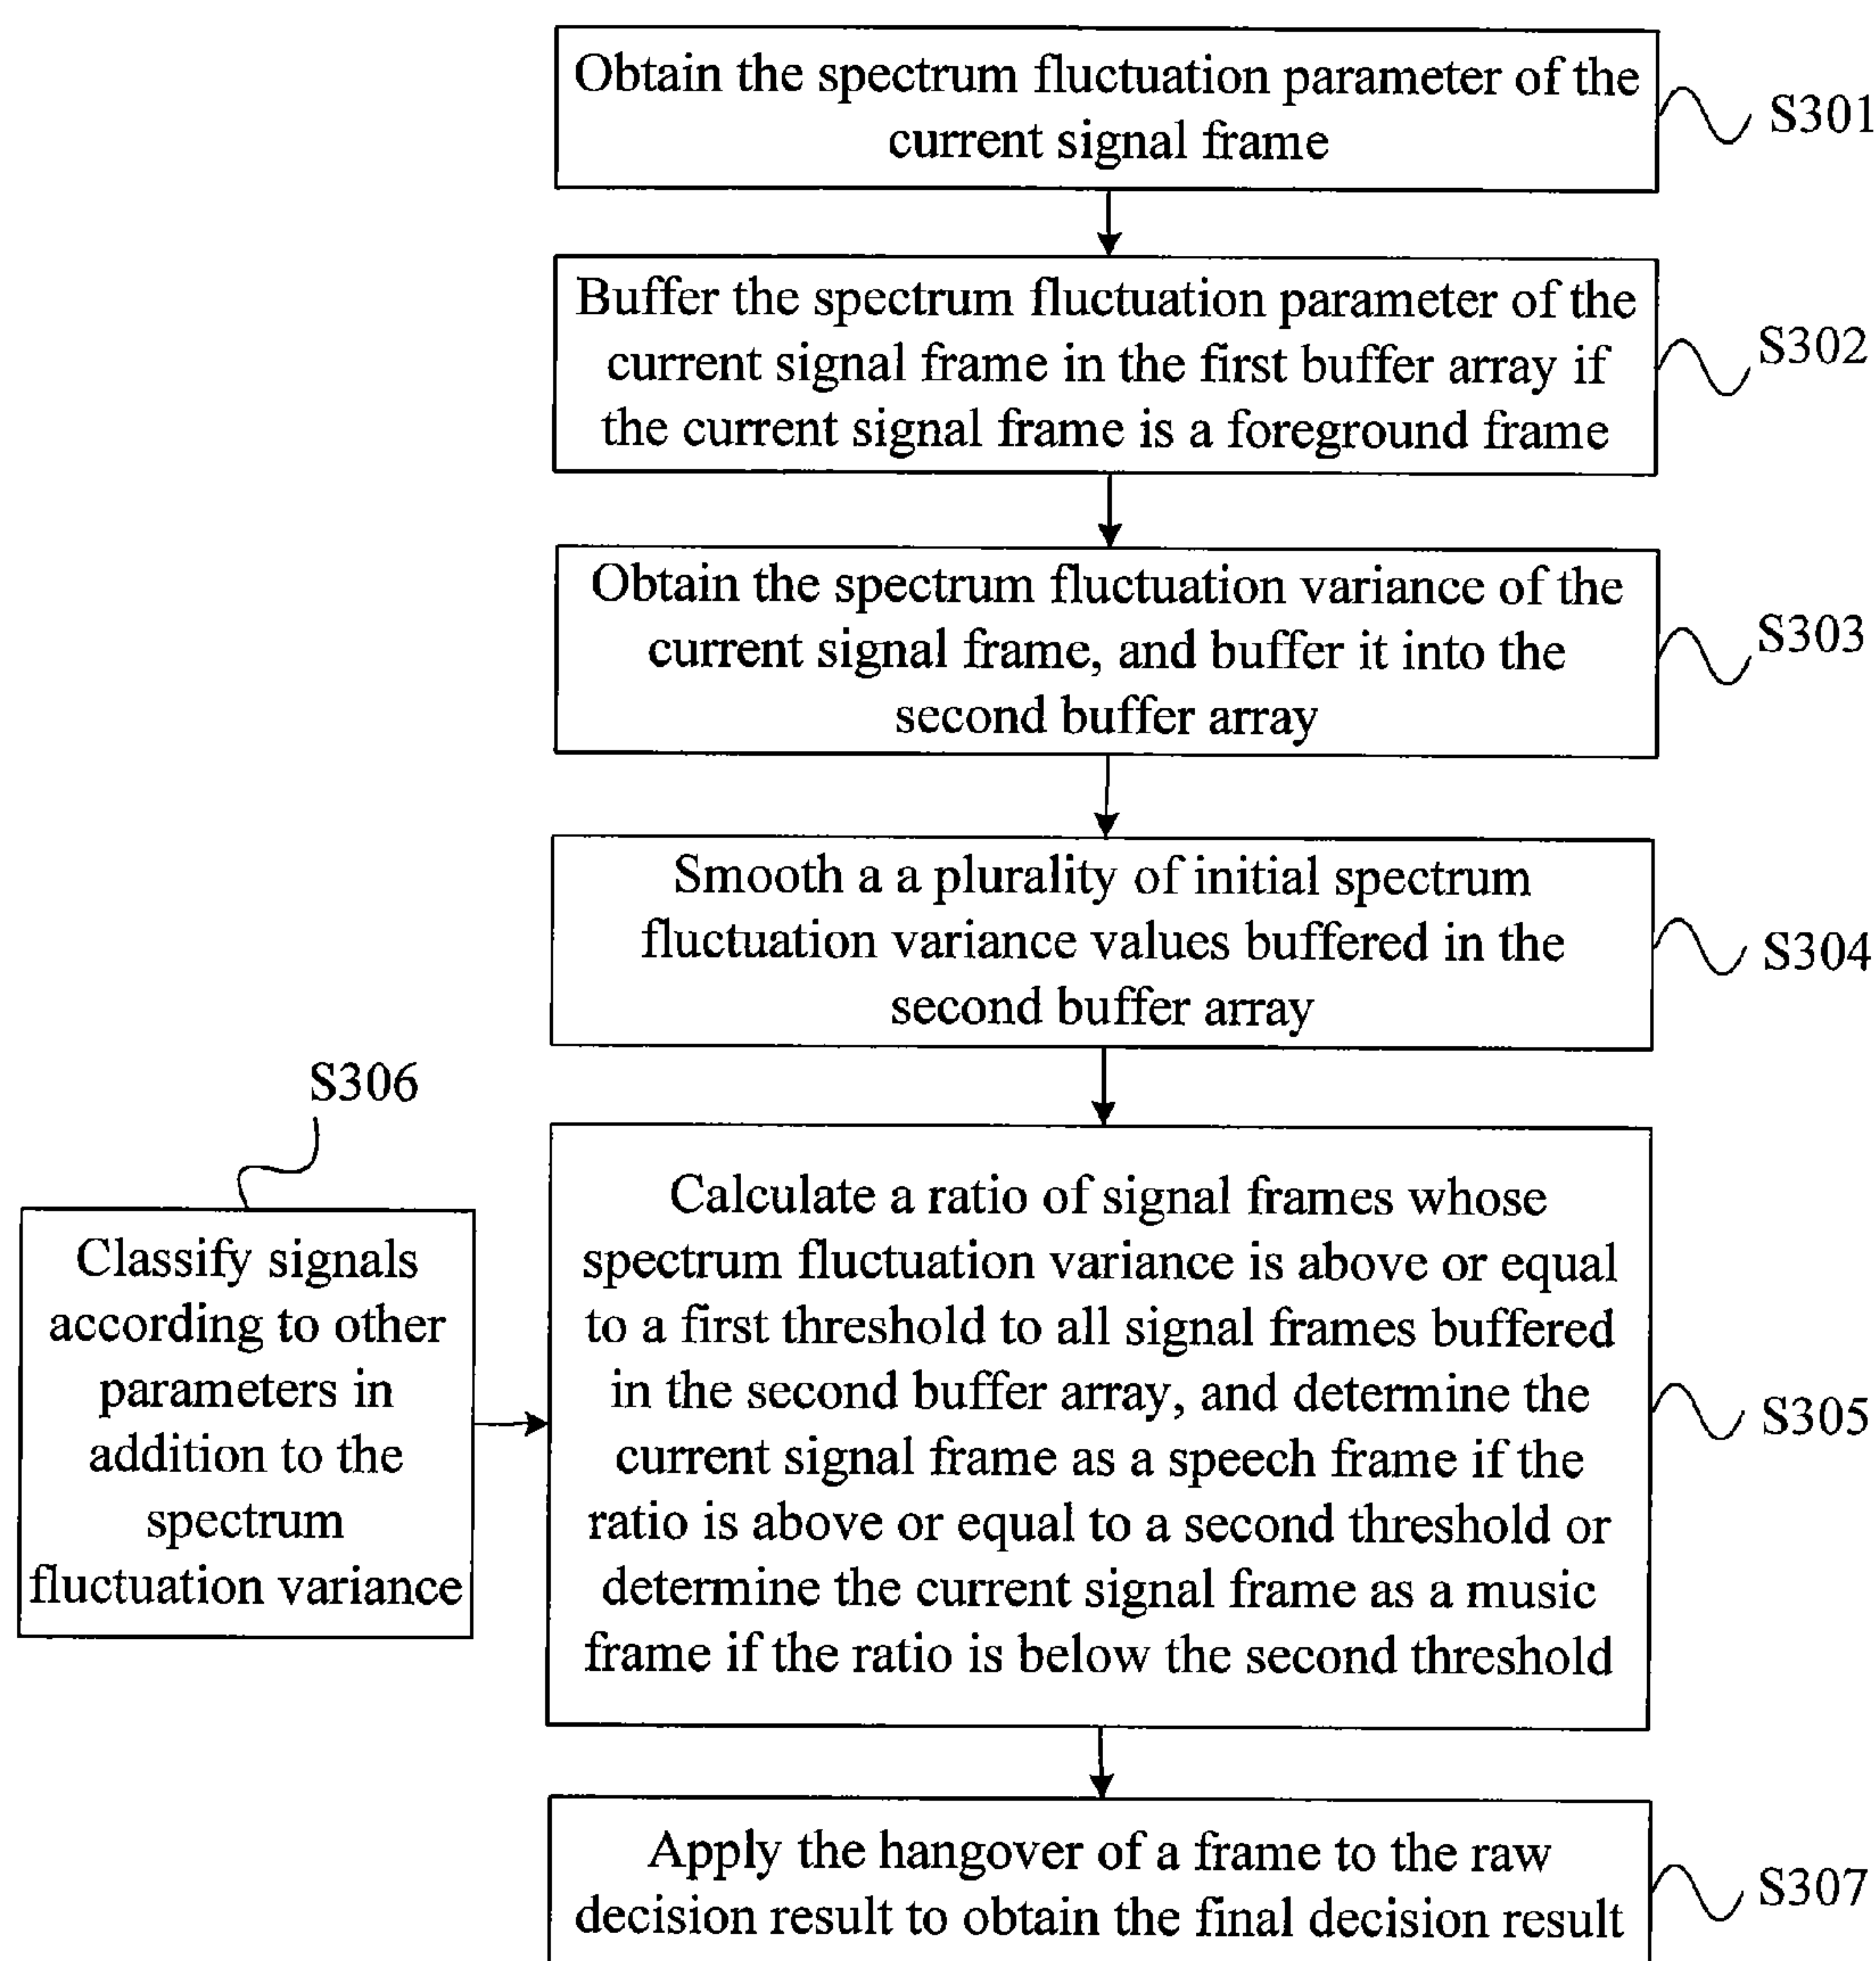 Obtain the spectrum fluctuation parameter of the
current signal frame
S301
Buffer the spectrum fluctuation parameter of the
current signal frame in the first buffer array if
the current signal frame is a foreground frame
S302
Obtain the spectrum fluctuation variance of the
current signal frame, and buffer it into the
second buffer array
S303
Smooth a a plurality of initial spectrum
fluctuation variance values buffered in the
second buffer array
S304
S306
Classify signals
according to other
parameters in
addition to the
spectrum
fluctuation variance
Calculate a ratio of signal frames whose
spectrum fluctuation variance is above or equal
to a first threshold to all signal frames buffered
in the second buffer array, and determine the
current signal frame as a speech frame if the
ratio is above or equal to a second threshold or
determine the current signal frame as a music
frame if the ratio is below the second threshold
S305
Apply the hangover of a frame to the raw
decision result to obtain the final decision result
S307